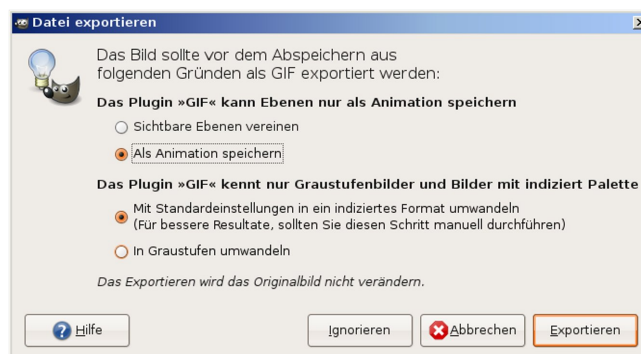 Datei exportieren
Das Bild sollte vor dem Abspeichern aus
folgenden Gründen als GIF exportiert werden:
Das Plugin »GIF« kann Ebenen nur als Animation speichern
Sichtbare Ebenen vereinen
Als Animation speichern
Das Plugin »GIF« kennt nur Graustufenbilder und Bilder mit indiziert Palette
Mit Standardeinstellungen in ein indiziertes Format umwandeln
(Für bessere Resultate, sollten Sie diesen Schritt manuell durchführen)
In Graustufen umwandeln
Das Exportieren wird das Originalbild nicht verändern.
Hilfe
Ignorieren
Abbrechen
Exportieren